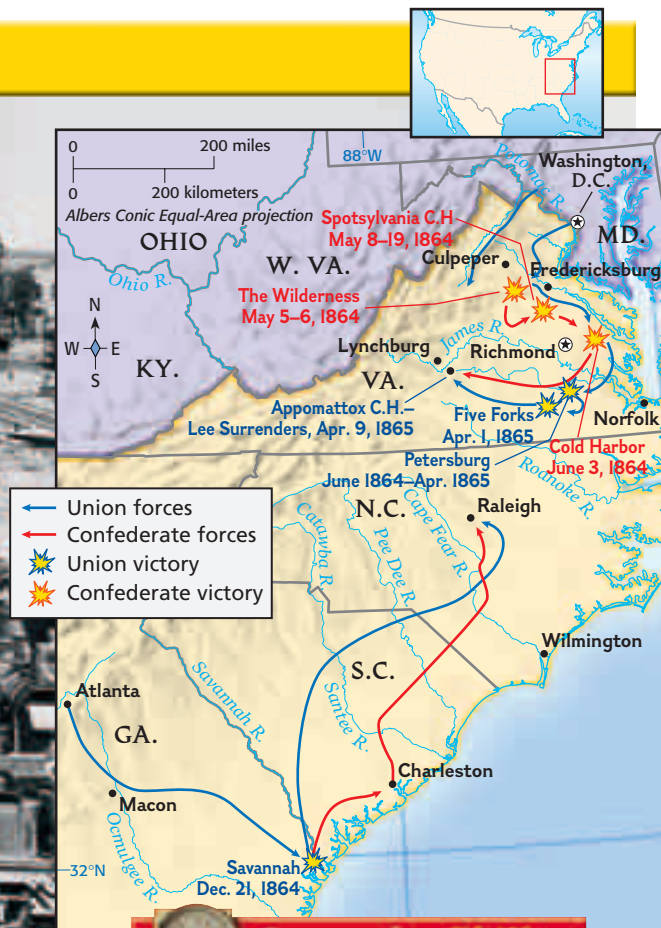 0 200 miles
0 200 kilometers
Albers Conic Equal-Area projection
88°W
Potomac R.
Washington,
D.C.
MD.
OHIO
Ohio R.
W. VA.
Spotsylvania C.H
May 8–19, 1864
Culpeper
Fredericksburg
The Wilderness
May 5–6, 1864
N
W E
S
KY.
James R.
Lynchburg
Richmond
VA.
Appomattox C.H.–
Lee Surrenders, Apr. 9, 1865
Five Forks
Apr. 1, 1865
Norfolk
Cold Harbor
June 3, 1864
Petersburg
June 1864–Apr. 1865
Roanoke R.
Union forces
Confederate forces
Union victory
Confederate victory
N.C.
Raleigh
Catawba R.
Pee Dee R.
Cape Fear R.
Wilmington
S.C.
Savannah R.
Santee R.
Atlanta
GA.
Macon
Ocmulgee R.
Charleston
32°N
Savannah
Dec. 21, 1864